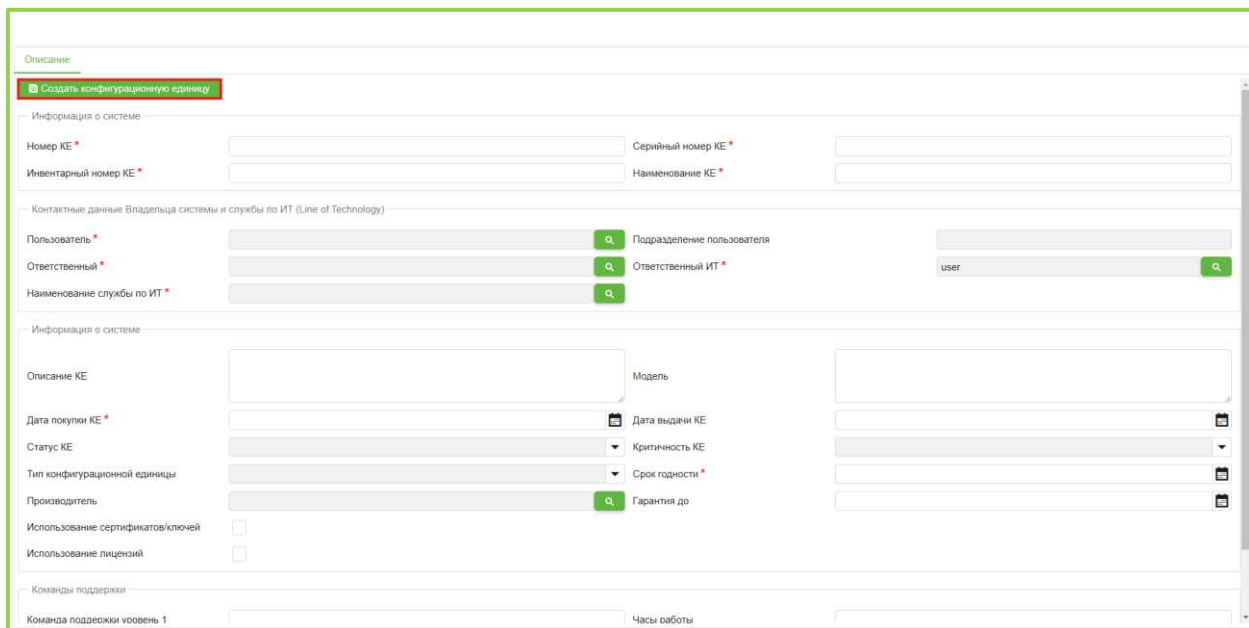 Описание
Создать конфигурационную единицу
Информация о системе
Номер КЕ * Серийный номер КЕ *
Инвентарный номер КЕ * Наименование КЕ *
Контактные данные Владельца системы и службы по ИТ (Line of Technology)
Пользователь * Подразделение пользователя
Ответственный * Ответственный ИТ * user
Наименование службы по ИТ *
Информация о системе
Описание КЕ Модель
Дата покупки КЕ * Дата выдачи КЕ
Статус КЕ Критичность КЕ
Тип конфигурационной единицы Срок годности *
Производитель Гарантия до
Использование сертификатов/ключей
Использование лицензий
Команды поддержки
Команда поддержки уровень 1 Часы работы